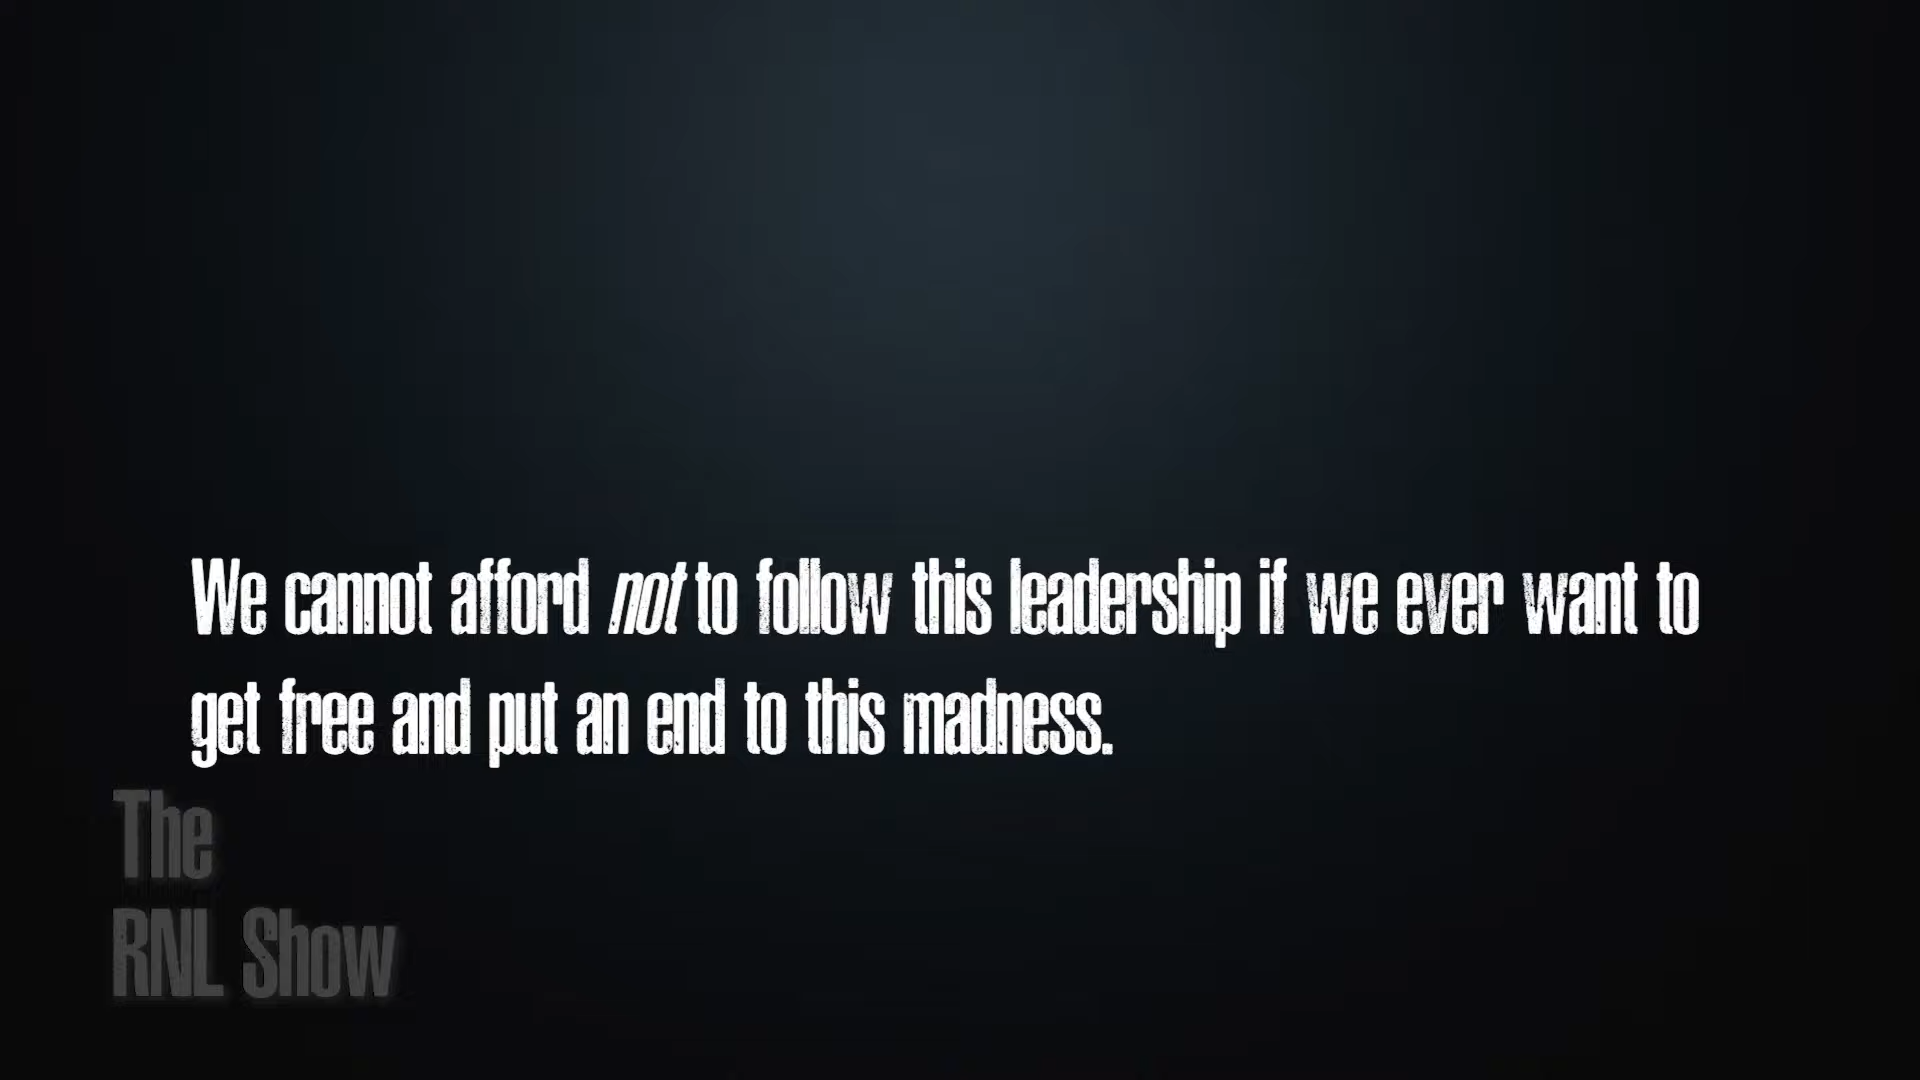 We cannot afford not to follow this leadership if we ever want to
get free and put an end to this madness.
The
RNL Show